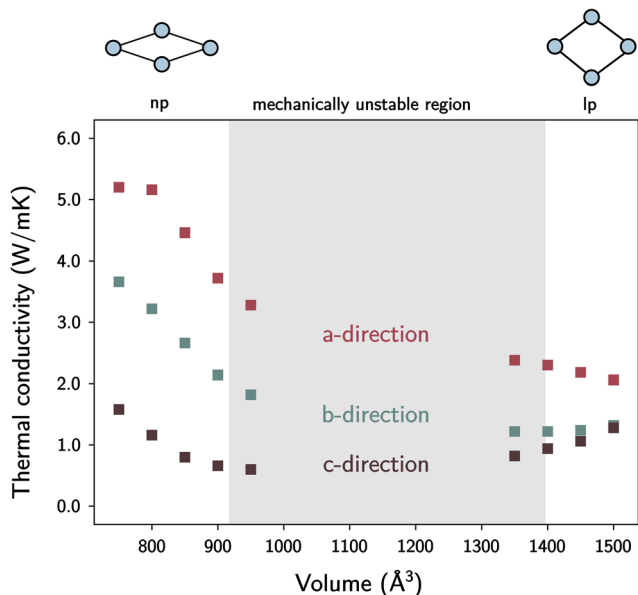 np mechanically unstable region lp
6.0
5.0
4.0
3.0
2.0
1.0
0.0
Thermal conductivity (W/mK)
a-direction
b-direction
c-direction
800 900 1000 1100 1200 1300 1400 1500
Volume (Å³)